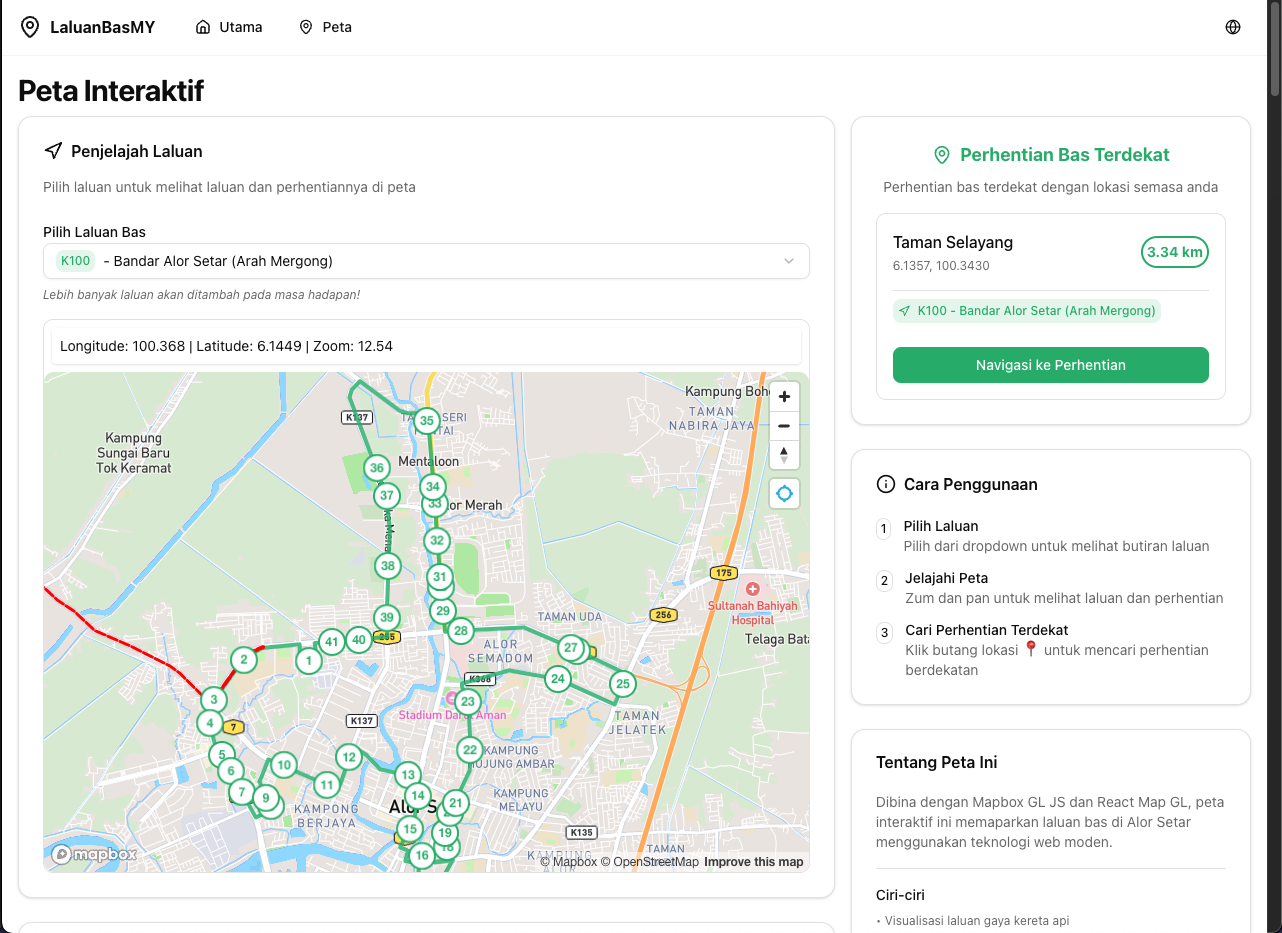 LaluanBasMY
Utama
Peta
Peta Interaktif
Penjelajah Laluan
Pilih laluan untuk melihat laluan dan perhentiannya di peta
Pilih Laluan Bas
K100 - Bandar Alor Setar (Arah Mergong)
Lebih banyak laluan akan ditambah pada masa hadapan!
Longitude: 100.368 | Latitude: 6.1449 | Zoom: 12.54
Kampung Boh
TAMAN
NABIRA JAYA
K137
35
Kampung
Sungai Baru
Tok Keramat
Mentaloon
36
34
37
33
lor Merah
32
38
31
175
Sultanah Bahiyah
Hospital
29
39
TAMAN UDA
256
28
Telaga Bat
41
40
255
27
ALOR
SEMADOM
2
1
K368
24
25
3
23
Stadium Dar Aman
4
7
K137
TAMAN
JELATEK
5
12
22
KAMPUNG
UJUNG AMBAR
6
10
13
7
11
14
KAMPUNG
MELAYU
9
21
KAMPONG
BERJAYA
15
19
K135
16
18
TAMAN
mapbox
© Mapbox © OpenStreetMap Improve this map
Perhentian Bas Terdekat
Perhentian bas terdekat dengan lokasi semasa anda
Taman Selayang
6.1357, 100.3430
3.34 km
K100 - Bandar Alor Setar (Arah Mergong)
Navigasi ke Perhentian
Cara Penggunaan
1
Pilih Laluan
Pilih dari dropdown untuk melihat butiran laluan
2
Jelajahi Peta
Zum dan pan untuk melihat laluan dan perhentian
3
Cari Perhentian Terdekat
Klik butang lokasi 📍 untuk mencari perhentian
berdekatan
Tentang Peta Ini
Dibina dengan Mapbox GL JS dan React Map GL, peta
interaktif ini memaparkan laluan bas di Alor Setar
menggunakan teknologi web moden.
Ciri-ciri
• Visualisasi laluan gaya kereta api